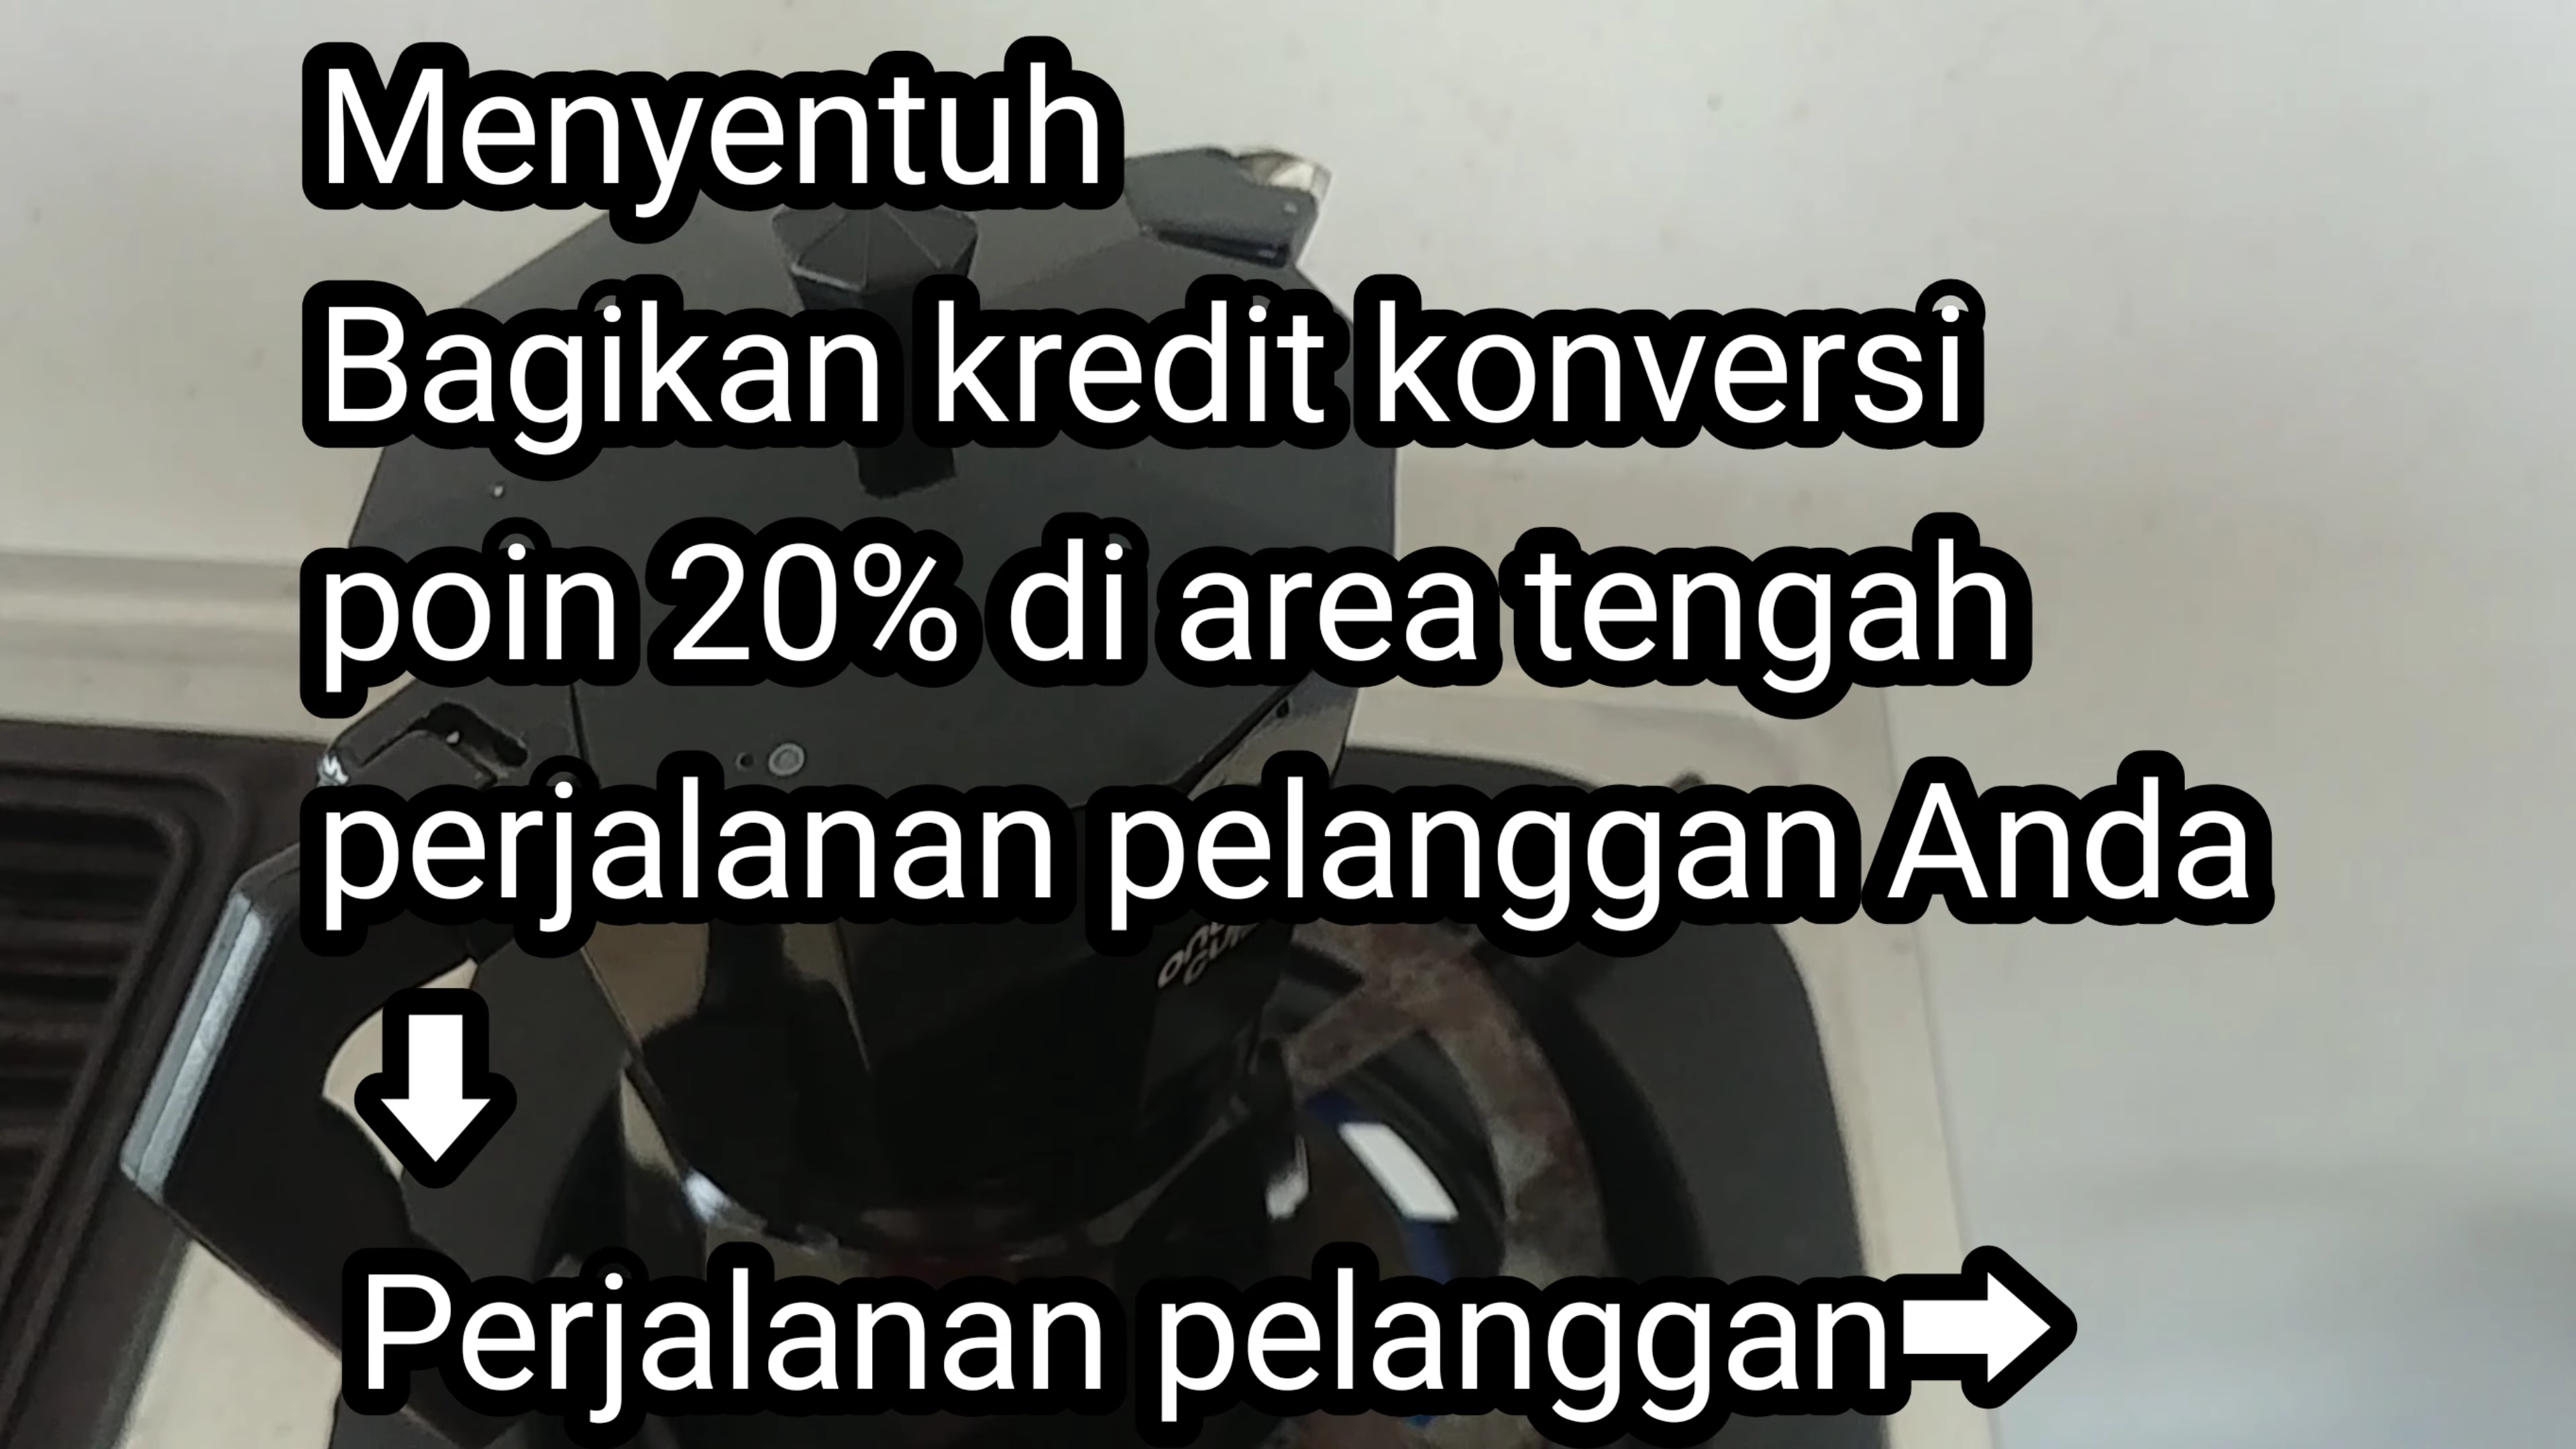 Menyentuh
Bagikan kredit konversi
poin 20% di area tengah
perjalanan pelanggan Anda
⬇
Perjalanan pelanggan➡